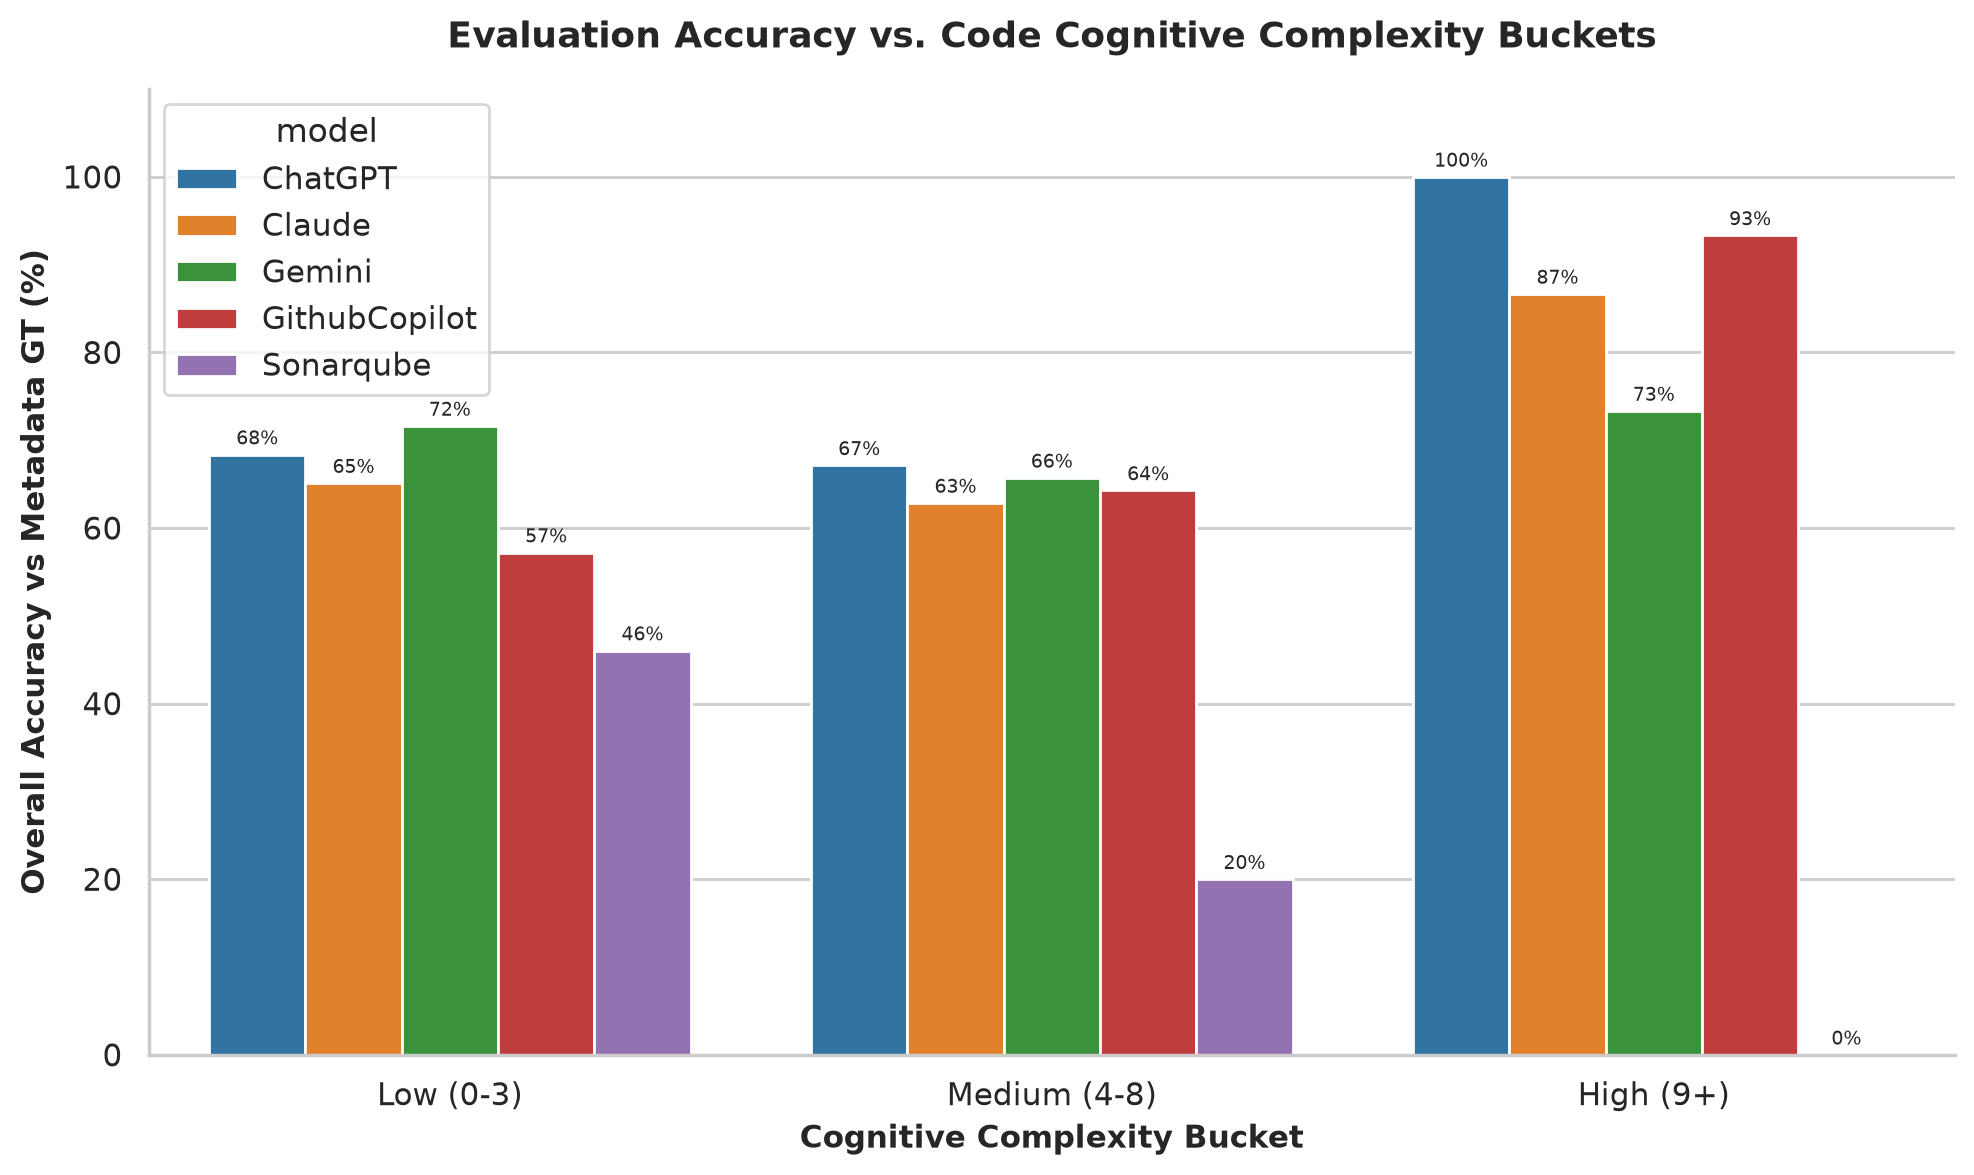 Evaluation Accuracy vs. Code Cognitive Complexity Buckets
Overall Accuracy vs Metadata GT (%)
100
80
60
40
20
0
model
ChatGPT
Claude
Gemini
GithubCopilot
Sonarqube
68%
65%
72%
57%
46%
67%
63%
66%
64%
20%
100%
87%
73%
93%
0%
Low (0-3)
Medium (4-8)
High (9+)
Cognitive Complexity Bucket